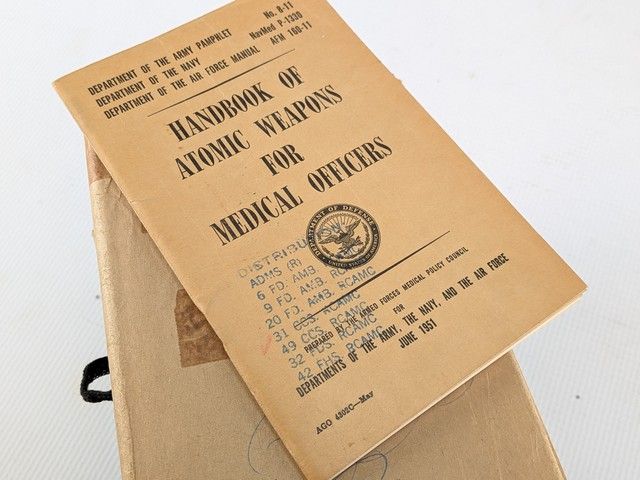 DEPARTMENT OF THE ARMY PAMPHLET No. 8-11
DEPARTMENT OF THE NAVY NavMed P-1330
DEPARTMENT OF THE AIR FORCE MANUAL AFM 160-11
HANDBOOK OF
ATOMIC WEAPONS
FOR
MEDICAL OFFICERS
DEPARTMENT OF DEFENSE
UNITED STATES OF AMERICA
DISTRIBUTION
ADMS (R)
6 FD. AMB. RCAMC
9 FD. AMB. RCAMC
20 FD. AMB. RCAMC
31 CCS. RCAMC
49 CCS. RCAMC
32 FDS. RCAMC
42 FHS. RCAMC
PREPARED BY THE ARMED FORCES MEDICAL POLICY COUNCIL
FOR
DEPARTMENTS OF THE ARMY, THE NAVY, AND THE AIR FORCE
JUNE 1951
AGO 4302C—May